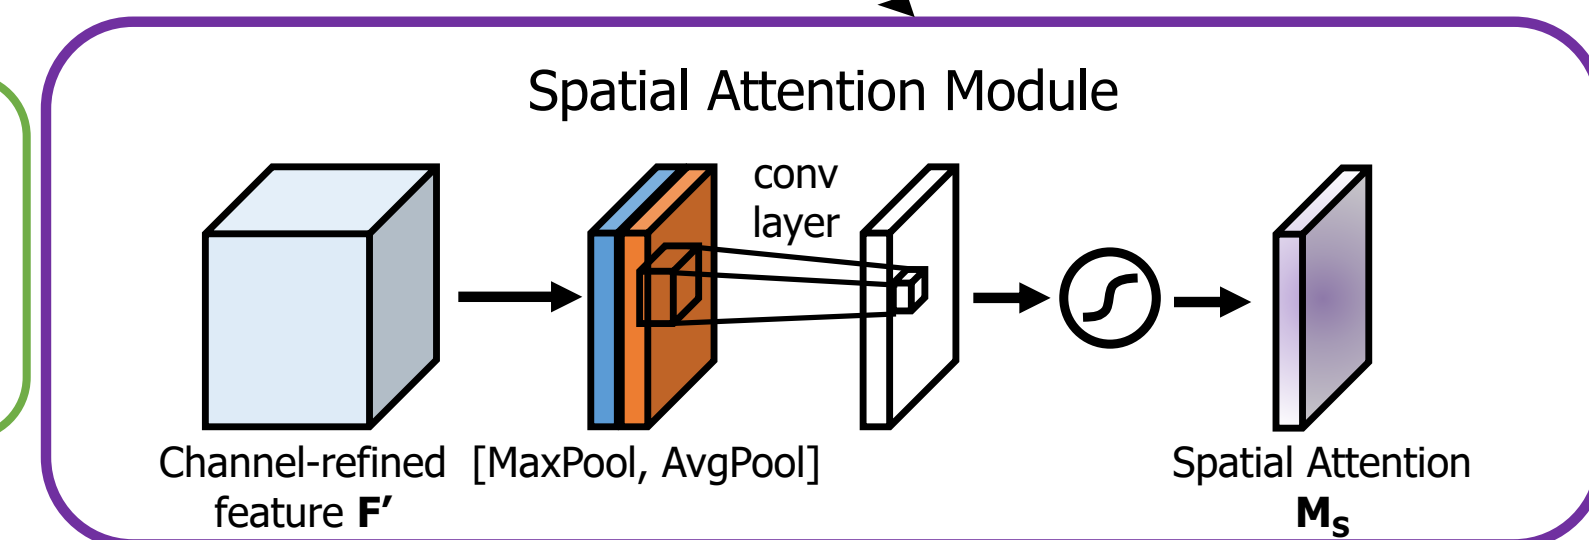 Spatial Attention Module
conv
layer
Channel-refined
feature F’
[MaxPool, AvgPool]
Spatial Attention
Mₛ